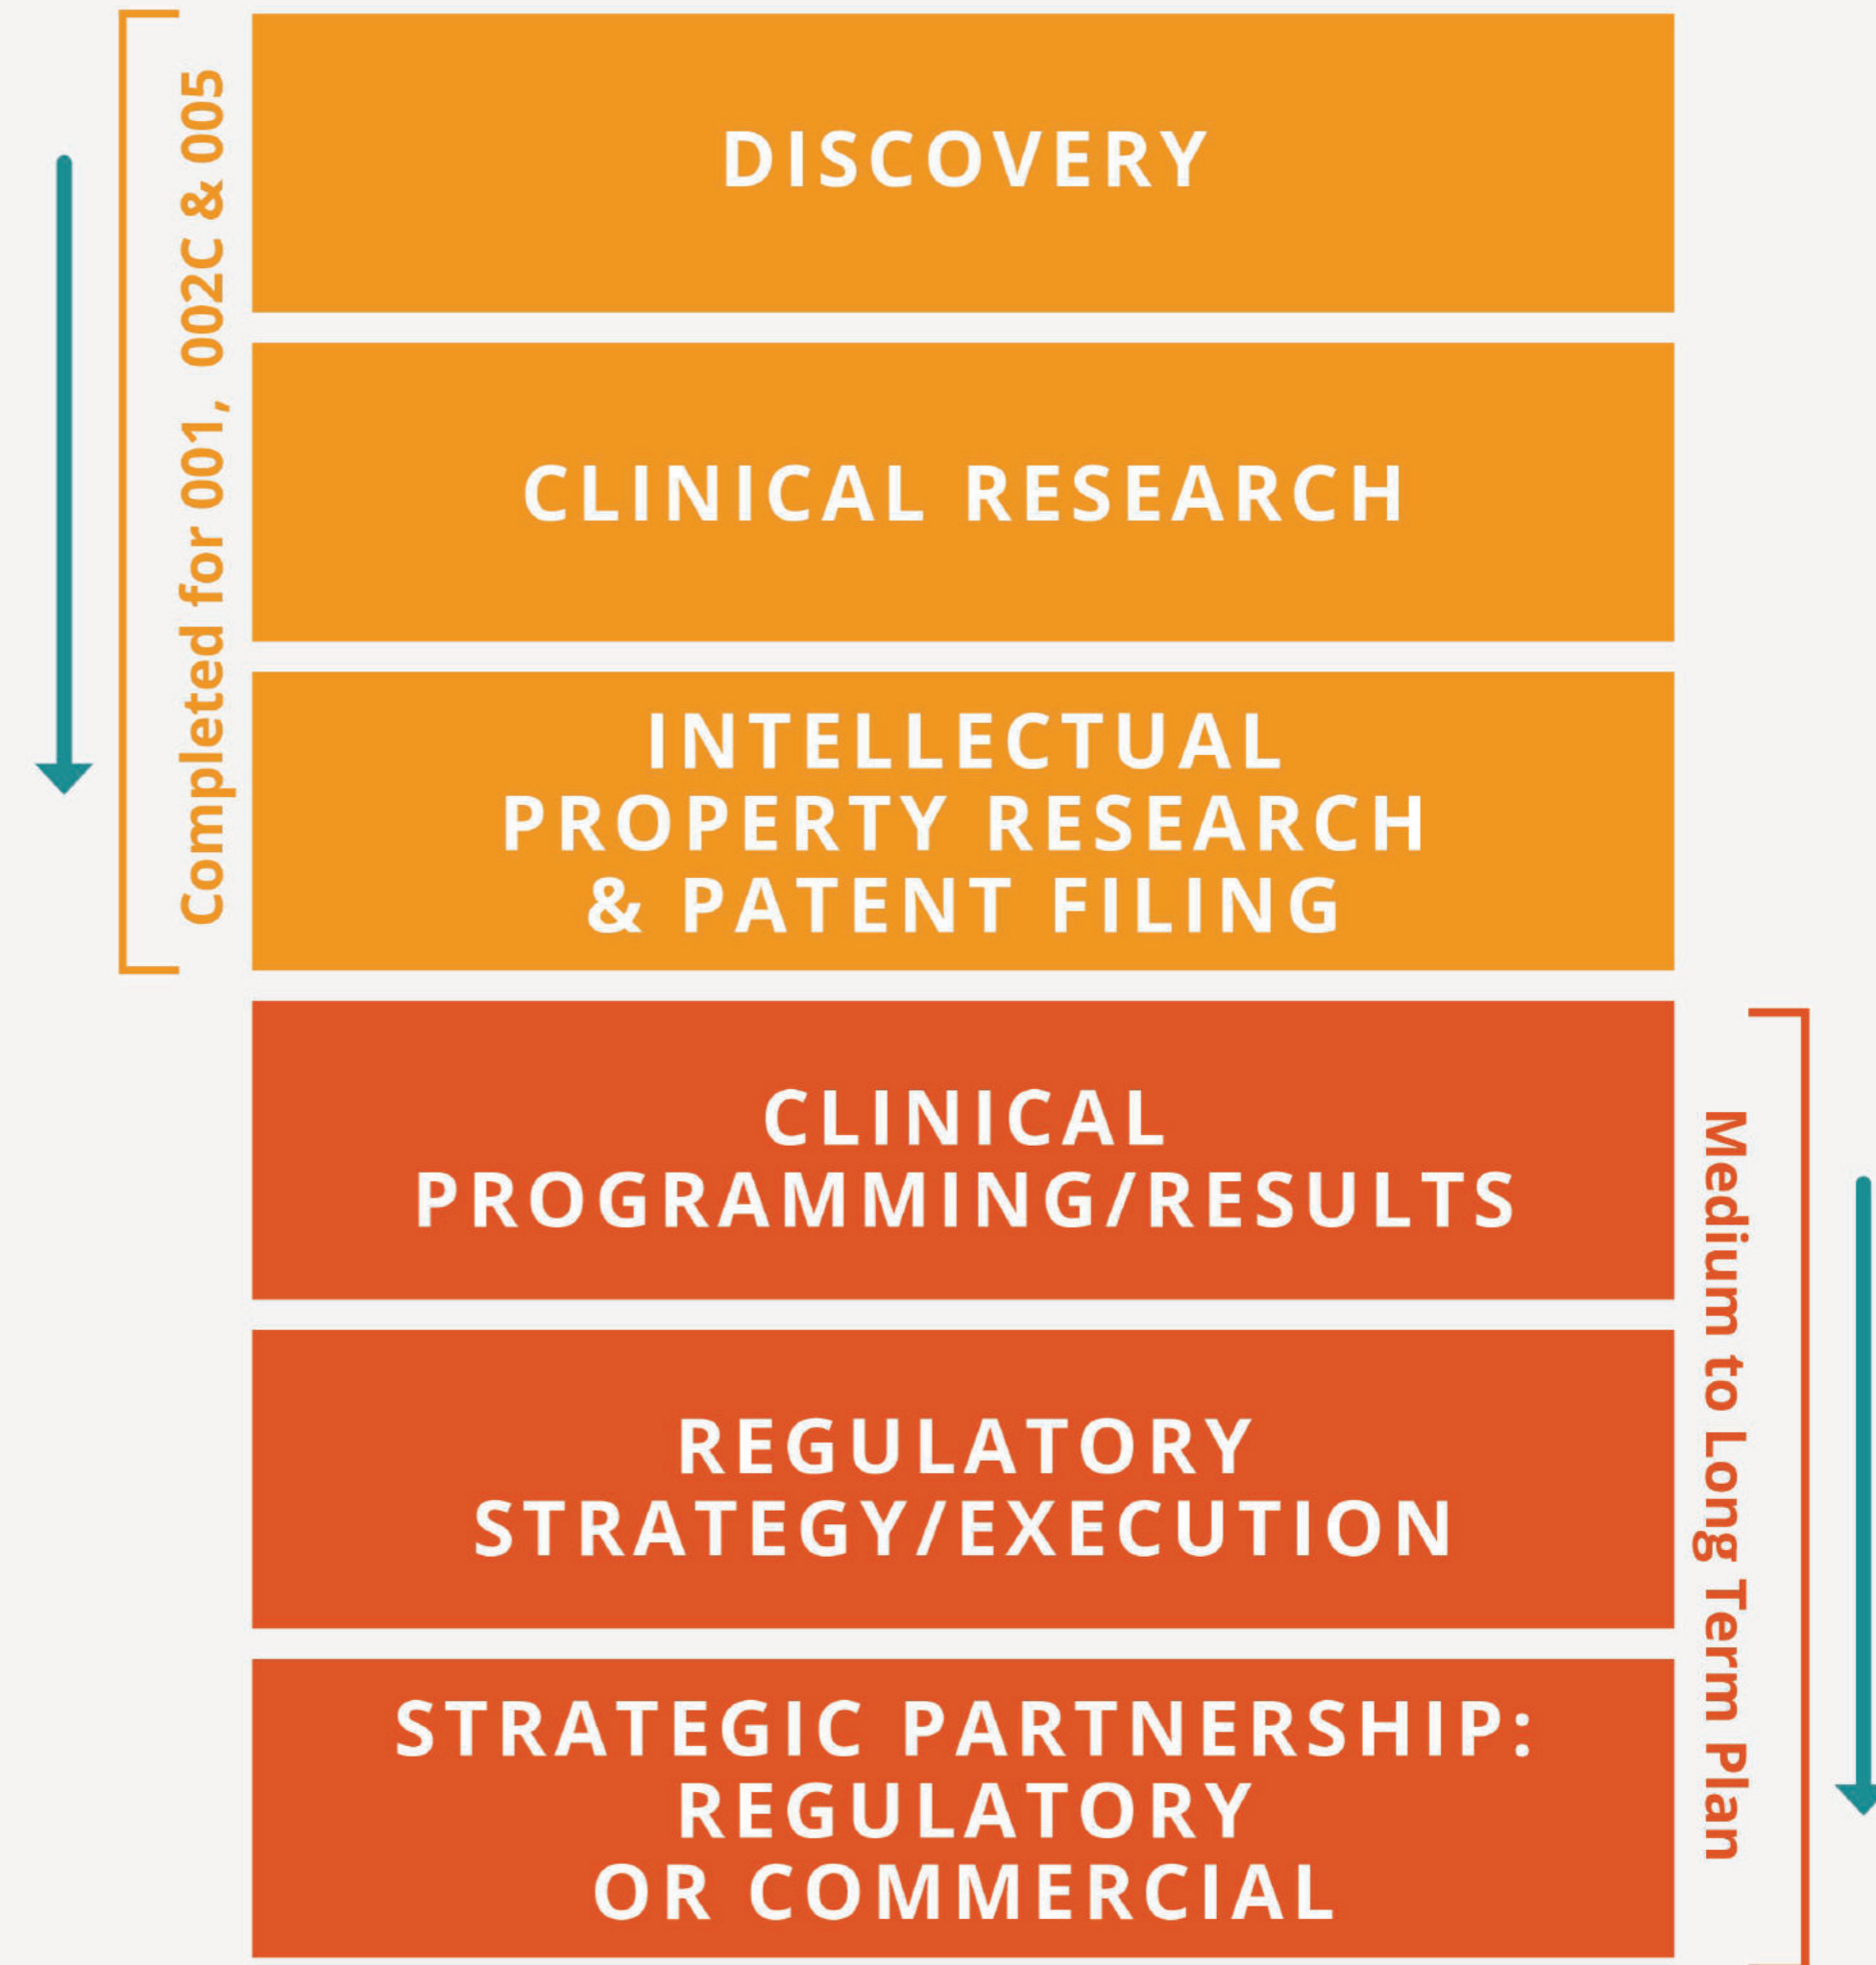 Completed for 001, 002C & 005
DISCOVERY
CLINICAL RESEARCH
INTELLECTUAL
PROPERTY RESEARCH
& PATENT FILING
CLINICAL
PROGRAMMING/RESULTS
REGULATORY
STRATEGY/EXECUTION
STRATEGIC PARTNERSHIP:
REGULATORY
OR COMMERCIAL
Medium to Long Term Plan